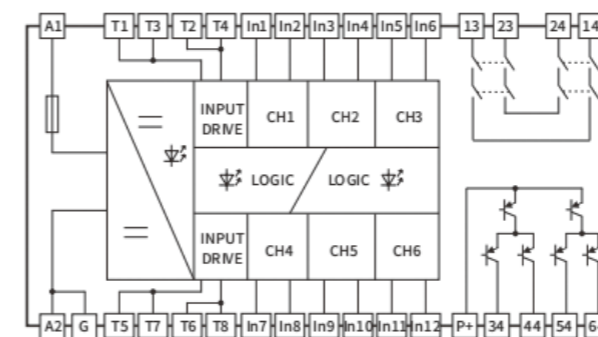 A1 T1 T3 T2 T4 In1 In2 In3 In4 In5 In6 13 23 24 14
INPUT DRIVE CH1 CH2 CH3
LOGIC LOGIC
INPUT DRIVE CH4 CH5 CH6
A2 G T5 T7 T6 T8 In7 In8 In9 In10 In11 In12 P+ 34 44 54